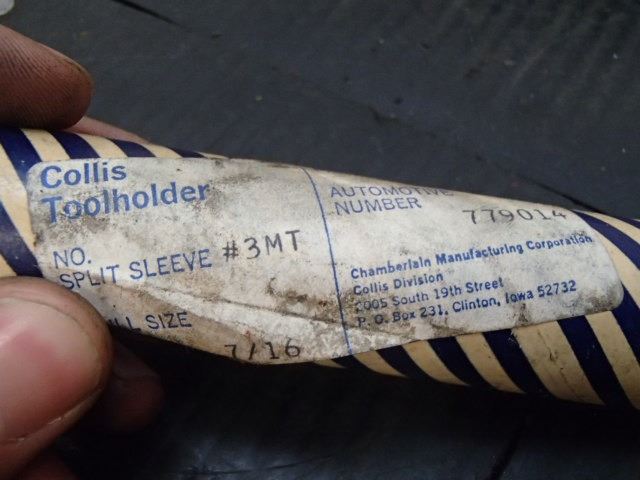 Collis
Toolholder
NO.
SPLIT SLEEVE #3MT
SIZE
7/16
AUTOMOTIVE
NUMBER
779014
Chamberlain Manufacturing Corporation
Collis Division
2005 South 19th Street
P. O. Box 231, Clinton, Iowa 52732